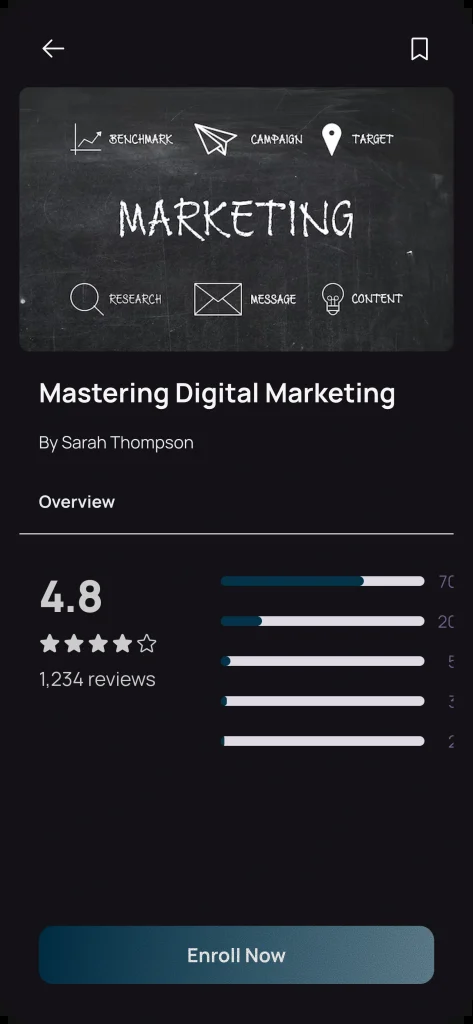 BENCHMARK CAMPAIGN TARGET
MARKETING
RESEARCH MESSAGE CONTENT
Mastering Digital Marketing
By Sarah Thompson
Overview
4.8
1,234 reviews
70
20
5
3
2
Enroll Now